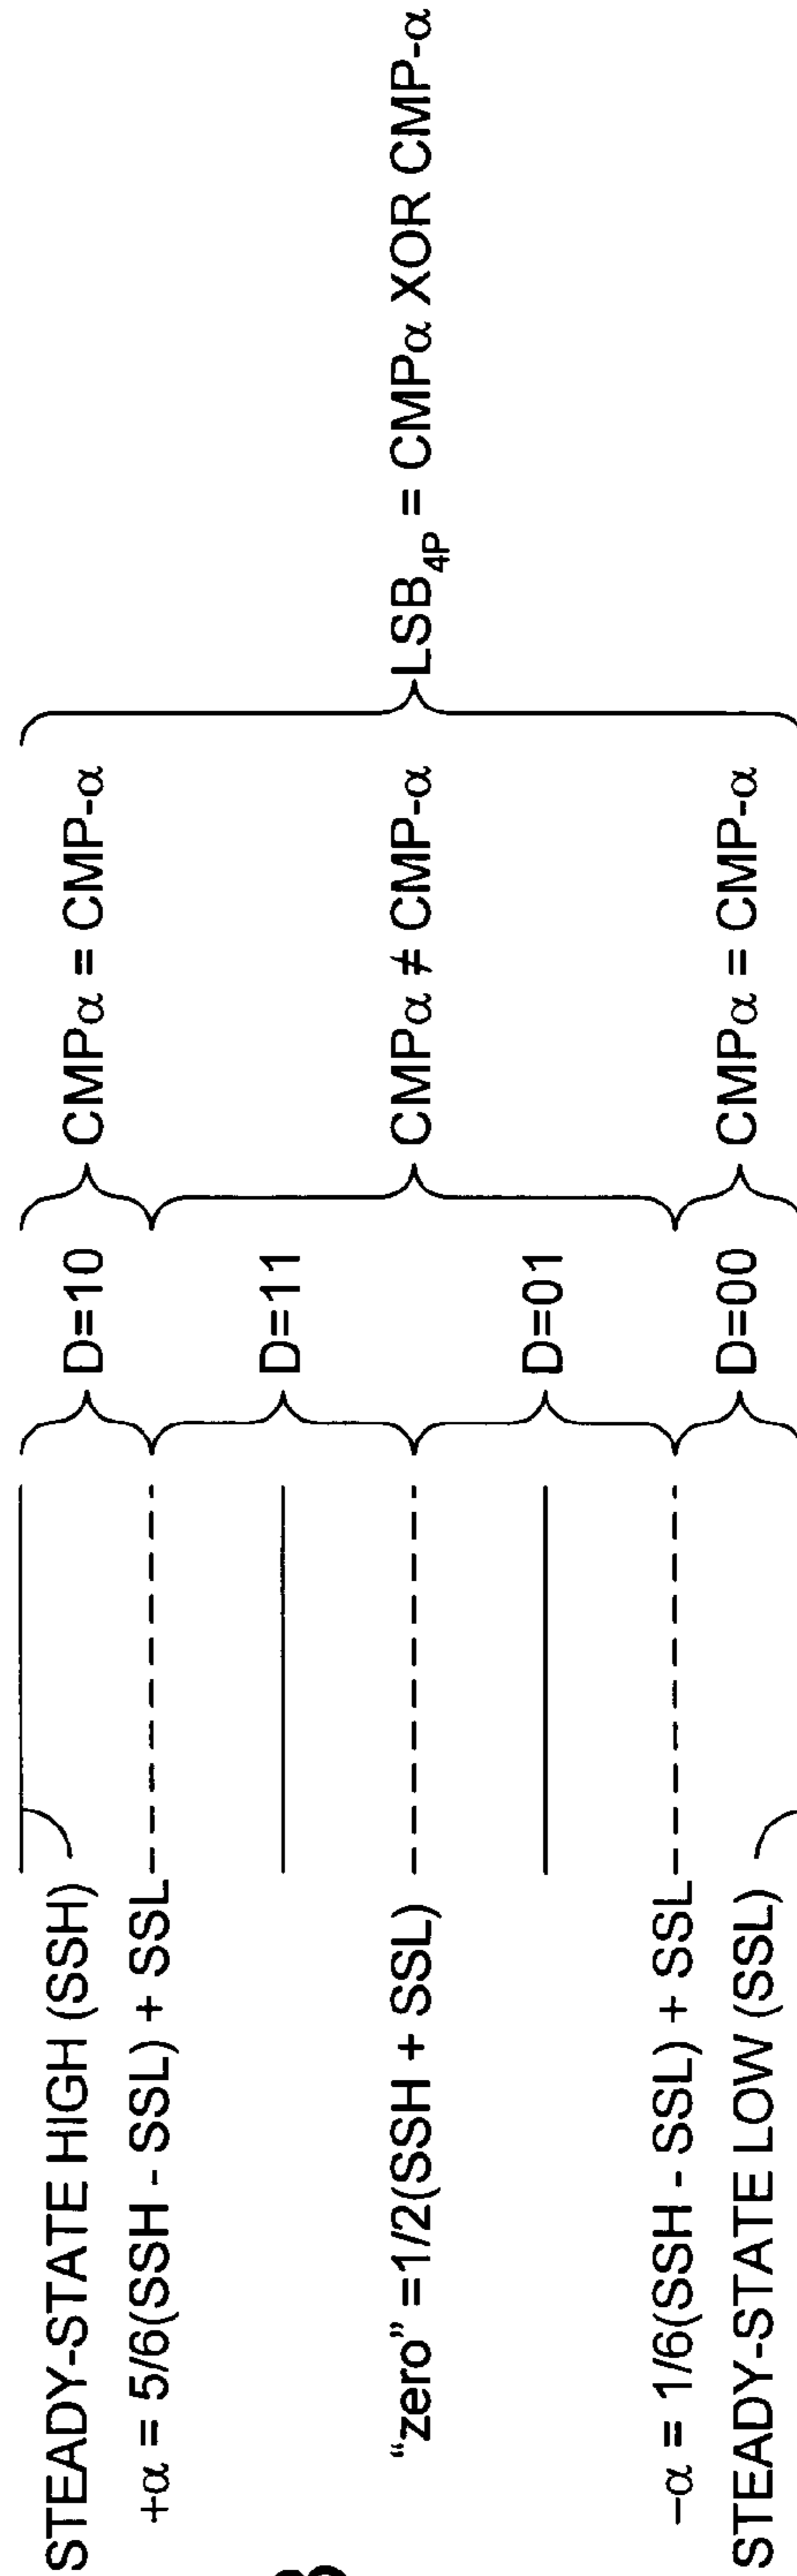 STEADY-STATE HIGH (SSH)
+α = 5/6(SSH - SSL) + SSL
"zero" =1/2(SSH + SSL)
−α = 1/6(SSH - SSL) + SSL
STEADY-STATE LOW (SSL)
D=10
D=11
D=01
D=00
CMPα = CMP-α
CMPα ≠ CMP-α
CMPα = CMP-α
LSB4P = CMPα XOR CMP-α